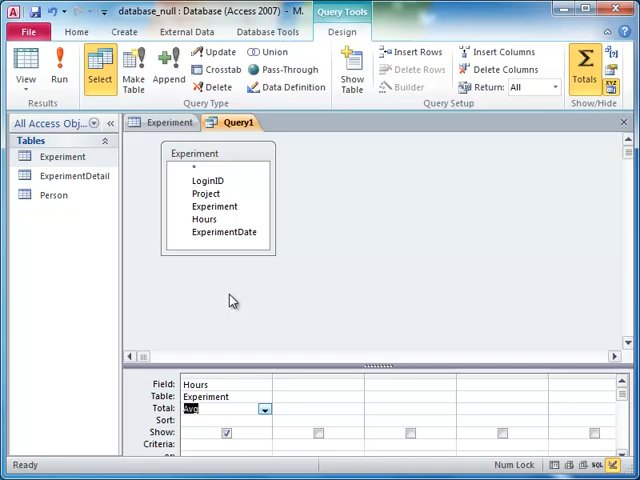 database_null : Database (Access 2007) - M.
Query Tools
File
Home
Create
External Data
Database Tools
Design
View
Run
Select
Make Table
Append
Update
Crosstab
Delete
Union
Pass-Through
Data Definition
Show Table
Insert Rows
Delete Rows
Builder
Insert Columns
Delete Columns
Return: All
Totals
Results
Query Type
Query Setup
Show/Hide
All Access Obj...
Tables
Experiment
ExperimentDetail
Person
Experiment
Query1
Experiment
*
LoginID
Project
Experiment
Hours
ExperimentDate
Field: Hours
Table: Experiment
Total: Avg
Sort:
Show:
Criteria:
or:
Ready
Num Lock
SQL